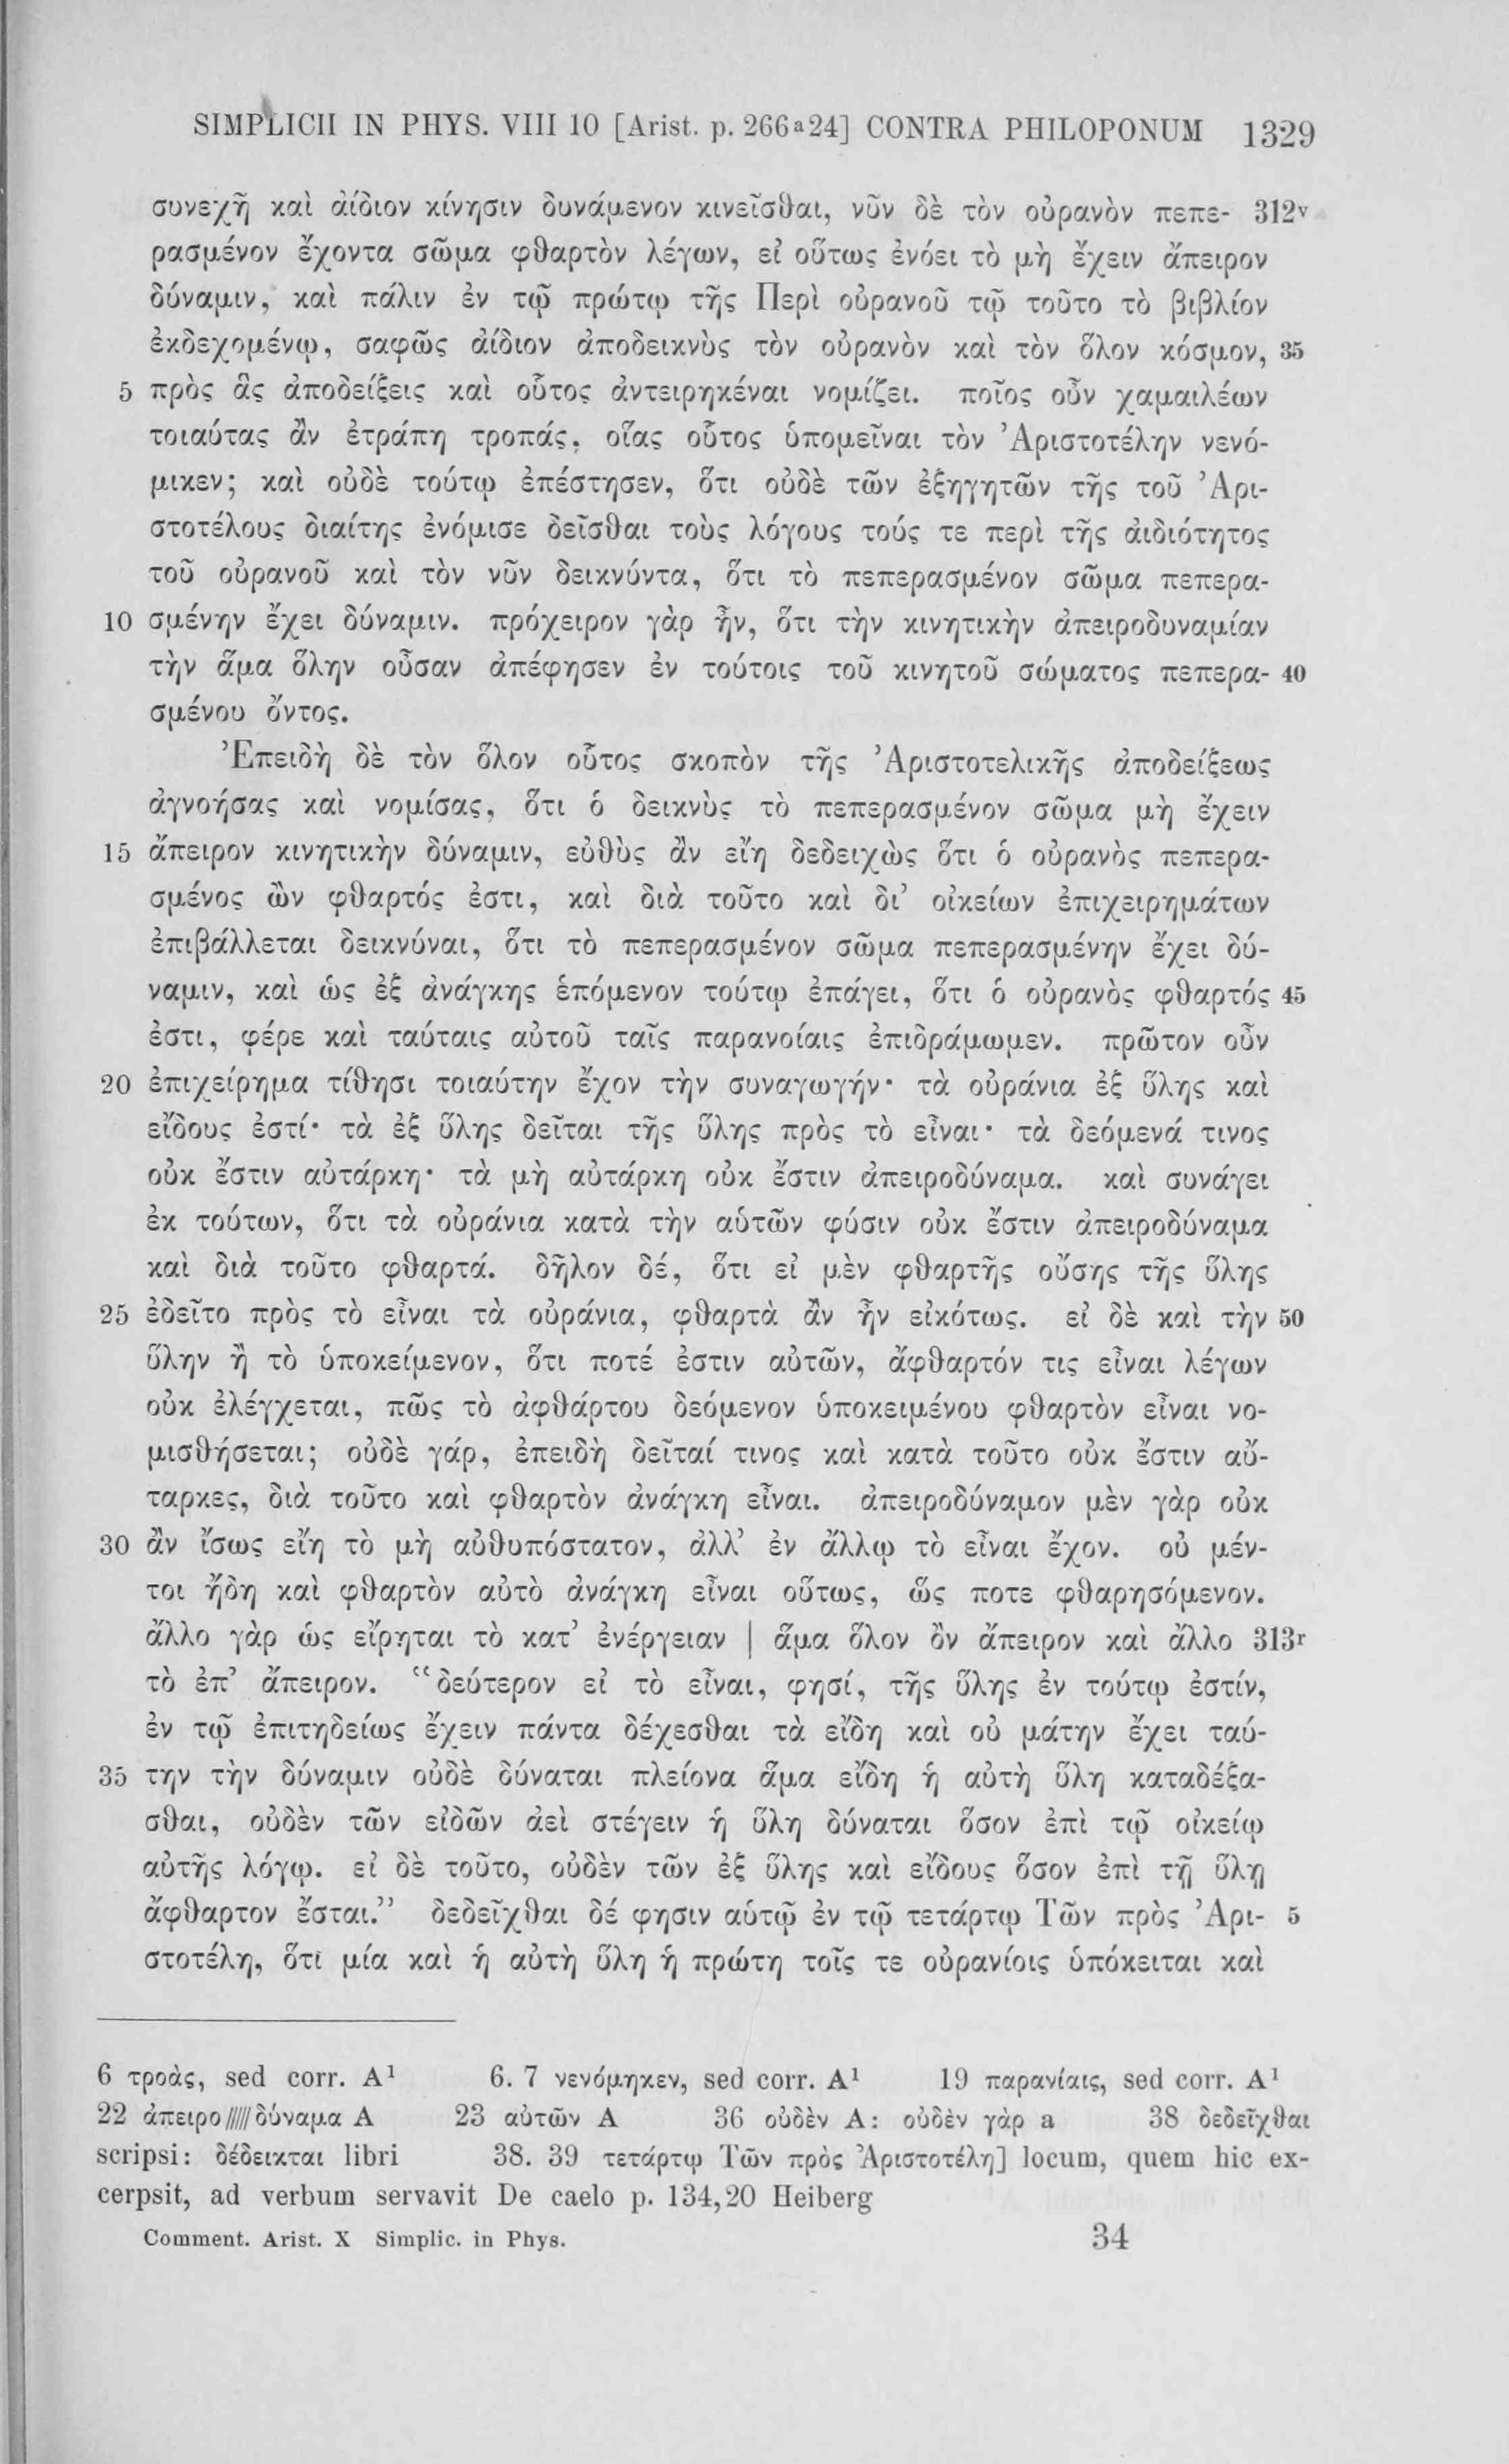 SIMPLICII IN PHYS. VIII 10 [Arist. p. 266ᵃ24] CONTRA PHILOPONUM 1329
συνεχῆ καὶ ἀίδιον κίνησιν δυνάμενον κινεῖσθαι, νῦν δὲ τὸν οὐρανὸν πεπε- 312ᵛ
ρασμένον ἔχοντα σῶμα φθαρτὸν λέγων, εἰ οὕτως ἐνόει τὸ μὴ ἔχειν ἄπειρον
δύναμιν, καὶ πάλιν ἐν τῷ πρώτῳ τῆς Περὶ οὐρανοῦ τῷ τοῦτο τὸ βιβλίον
ἐκδεχομένῳ, σαφῶς ἀίδιον ἀποδεικνὺς τὸν οὐρανὸν καὶ τὸν ὅλον κόσμον, 35
5 πρὸς ἃς ἀποδείξεις καὶ οὗτος ἀντειρηκέναι νομίζει. ποῖος οὖν χαμαιλέων
τοιαύτας ἂν ἐτράπη τροπάς, οἵας οὗτος ὑπομεῖναι τὸν Ἀριστοτέλην νενό-
μικεν; καὶ οὐδὲ τούτῳ ἐπέστησεν, ὅτι οὐδὲ τῶν ἐξηγητῶν τῆς τοῦ Ἀρι-
στοτέλους διαίτης ἐνόμισε δεῖσθαι τοὺς λόγους τούς τε περὶ τῆς ἀιδιότητος
τοῦ οὐρανοῦ καὶ τὸν νῦν δεικνύντα, ὅτι τὸ πεπερασμένον σῶμα πεπερα-
10 σμένην ἔχει δύναμιν. πρόχειρον γὰρ ἦν, ὅτι τὴν κινητικὴν ἀπειροδυναμίαν
τὴν ἅμα ὅλην οὖσαν ἀπέφησεν ἐν τούτοις τοῦ κινητοῦ σώματος πεπερα- 40
σμένου ὄντος.
Ἐπειδὴ δὲ τὸν ὅλον οὗτος σκοπὸν τῆς Ἀριστοτελικῆς ἀποδείξεως
ἀγνοήσας καὶ νομίσας, ὅτι ὁ δεικνὺς τὸ πεπερασμένον σῶμα μὴ ἔχειν
15 ἄπειρον κινητικὴν δύναμιν, εὐθὺς ἂν εἴη δεδειχὼς ὅτι ὁ οὐρανὸς πεπερα-
σμένος ὢν φθαρτός ἐστι, καὶ διὰ τοῦτο καὶ δι’ οἰκείων ἐπιχειρημάτων
ἐπιβάλλεται δεικνύναι, ὅτι τὸ πεπερασμένον σῶμα πεπερασμένην ἔχει δύ-
ναμιν, καὶ ὡς ἐξ ἀνάγκης ἑπόμενον τούτῳ ἐπάγει, ὅτι ὁ οὐρανὸς φθαρτός 45
ἐστι, φέρε καὶ ταύταις αὐτοῦ ταῖς παρανοίαις ἐπιδράμωμεν. πρῶτον οὖν
20 ἐπιχείρημα τίθησι τοιαύτην ἔχον τὴν συναγωγήν· τὰ οὐράνια ἐξ ὕλης καὶ
εἴδους ἐστί· τὰ ἐξ ὕλης δεῖται τῆς ὕλης πρὸς τὸ εἶναι· τὰ δεόμενά τινος
οὐκ ἔστιν αὐτάρκη· τὰ μὴ αὐτάρκη οὐκ ἔστιν ἀπειροδύναμα. καὶ συνάγει
ἐκ τούτων, ὅτι τὰ οὐράνια κατὰ τὴν αὑτῶν φύσιν οὐκ ἔστιν ἀπειροδύναμα
καὶ διὰ τοῦτο φθαρτά. δῆλον δέ, ὅτι εἰ μὲν φθαρτῆς οὔσης τῆς ὕλης
25 ἐδεῖτο πρὸς τὸ εἶναι τὰ οὐράνια, φθαρτὰ ἂν ἦν εἰκότως. εἰ δὲ καὶ τὴν 50
ὕλην ἢ τὸ ὑποκείμενον, ὅτι ποτέ ἐστιν αὐτῶν, ἄφθαρτόν τις εἶναι λέγων
οὐκ ἐλέγχεται, πῶς τὸ ἀφθάρτου δεόμενον ὑποκειμένου φθαρτὸν εἶναι νο-
μισθήσεται; οὐδὲ γάρ, ἐπειδὴ δεῖταί τινος καὶ κατὰ τοῦτο οὐκ ἔστιν αὔ-
ταρκες, διὰ τοῦτο καὶ φθαρτὸν ἀνάγκη εἶναι. ἀπειροδύναμον μὲν γὰρ οὐκ
30 ἂν ἴσως εἴη τὸ μὴ αὐθυπόστατον, ἀλλ’ ἐν ἄλλῳ τὸ εἶναι ἔχον. οὐ μέν-
τοι ἤδη καὶ φθαρτὸν αὐτὸ ἀνάγκη εἶναι οὕτως, ὥς ποτε φθαρησόμενον.
ἄλλο γὰρ ὡς εἴρηται τὸ κατ’ ἐνέργειαν | ἅμα ὅλον ὂν ἄπειρον καὶ ἄλλο 313ʳ
τὸ ἐπ’ ἄπειρον. “δεύτερον εἰ τὸ εἶναι, φησί, τῆς ὕλης ἐν τούτῳ ἐστίν,
ἐν τῷ ἐπιτηδείως ἔχειν πάντα δέχεσθαι τὰ εἴδη καὶ οὐ μάτην ἔχει ταύ-
35 την τὴν δύναμιν οὐδὲ δύναται πλείονα ἅμα εἴδη ἡ αὐτὴ ὕλη καταδέξα-
σθαι, οὐδὲν τῶν εἰδῶν ἀεὶ στέγειν ἡ ὕλη δύναται ὅσον ἐπὶ τῷ οἰκείῳ
αὐτῆς λόγῳ. εἰ δὲ τοῦτο, οὐδὲν τῶν ἐξ ὕλης καὶ εἴδους ὅσον ἐπὶ τῇ ὕλῃ
ἄφθαρτον ἔσται.” δεδεῖχθαι δέ φησιν αὑτῷ ἐν τῷ τετάρτῳ Τῶν πρὸς Ἀρι- 5
στοτέλη, ὅτι μία καὶ ἡ αὐτὴ ὕλη ἡ πρώτη τοῖς τε οὐρανίοις ὑπόκειται καὶ
6 τροὰς, sed corr. A¹ 6. 7 νενόμηκεν, sed corr. A¹ 19 παρανίαις, sed corr. A¹
22 ἀπειρο/////δύναμα A 23 αὐτῶν A 36 οὐδὲν A: οὐδὲν γὰρ a 38 δεδεῖχθαι
scripsi: δέδεικται libri 38. 39 τετάρτῳ Τῶν πρὸς Ἀριστοτέλη] locum, quem hic ex-
cerpsit, ad verbum servavit De caelo p. 134,20 Heiberg
Comment. Arist. X Simplic. in Phys. 34